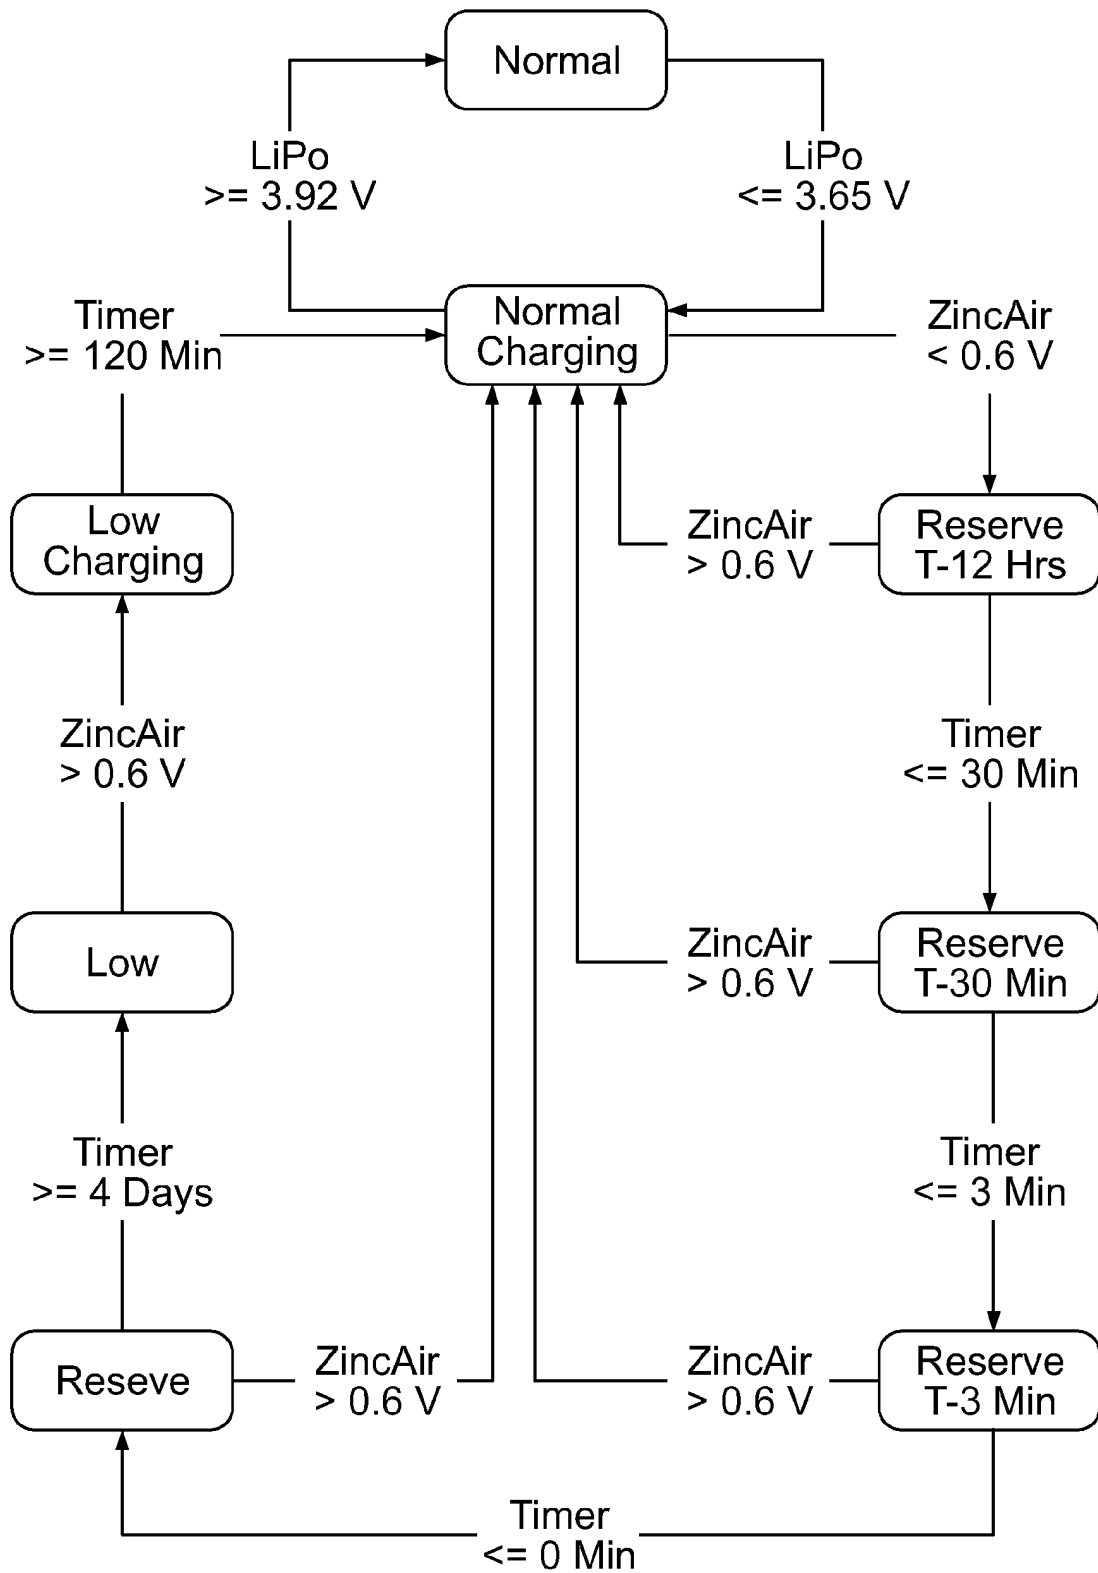 Normal
LiPo
>= 3.92 V
LiPo
<= 3.65 V
Normal
Charging
Timer
>= 120 Min
ZincAir
< 0.6 V
Low
Charging
ZincAir
> 0.6 V
Reserve
T-12 Hrs
ZincAir
> 0.6 V
Timer
<= 30 Min
Low
ZincAir
> 0.6 V
Reserve
T-30 Min
Timer
>= 4 Days
Timer
<= 3 Min
Reseve
ZincAir
> 0.6 V
ZincAir
> 0.6 V
Reserve
T-3 Min
Timer
<= 0 Min